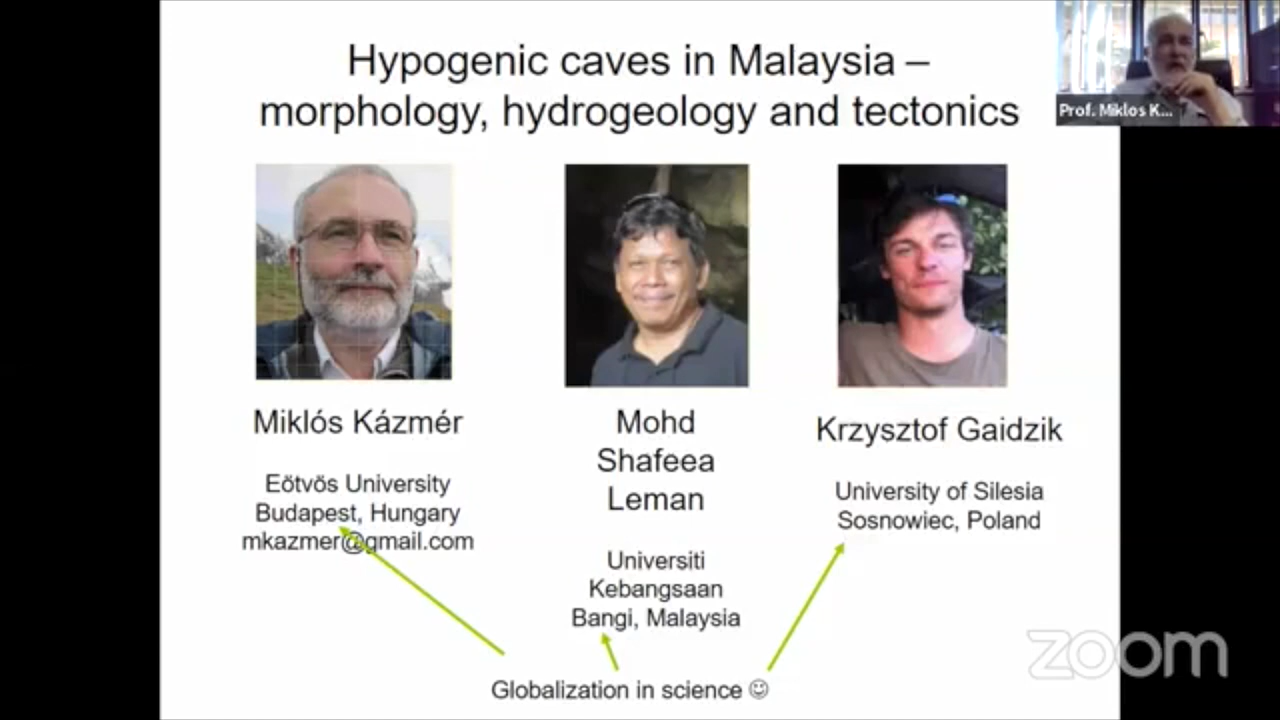 Hypogenic caves in Malaysia –
morphology, hydrogeology and tectonics
Prof. Miklos K...
Miklós Kázmér
Eötvös University
Budapest, Hungary
mkazmer@gmail.com
Mohd
Shafeea
Leman
Universiti
Kebangsaan
Bangi, Malaysia
Krzysztof Gaidzik
University of Silesia
Sosnowiec, Poland
Globalization in science ☺
zoom